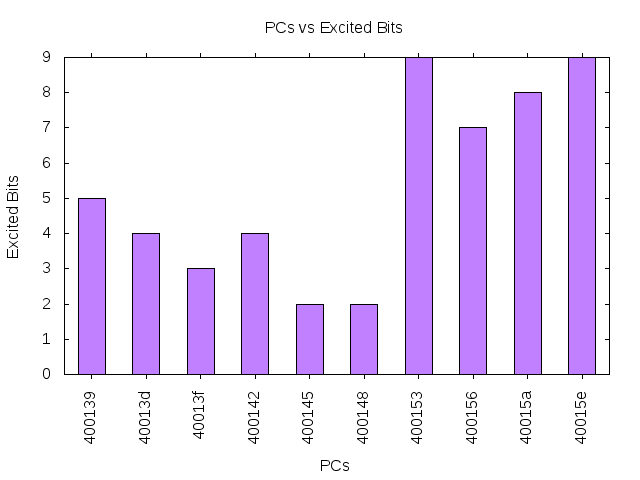 PCs vs Excited Bits
9
8
7
6
5
4
3
2
1
0
Excited Bits
400139
40013d
40013f
400142
400145
400148
400153
400156
40015a
40015e
PCs